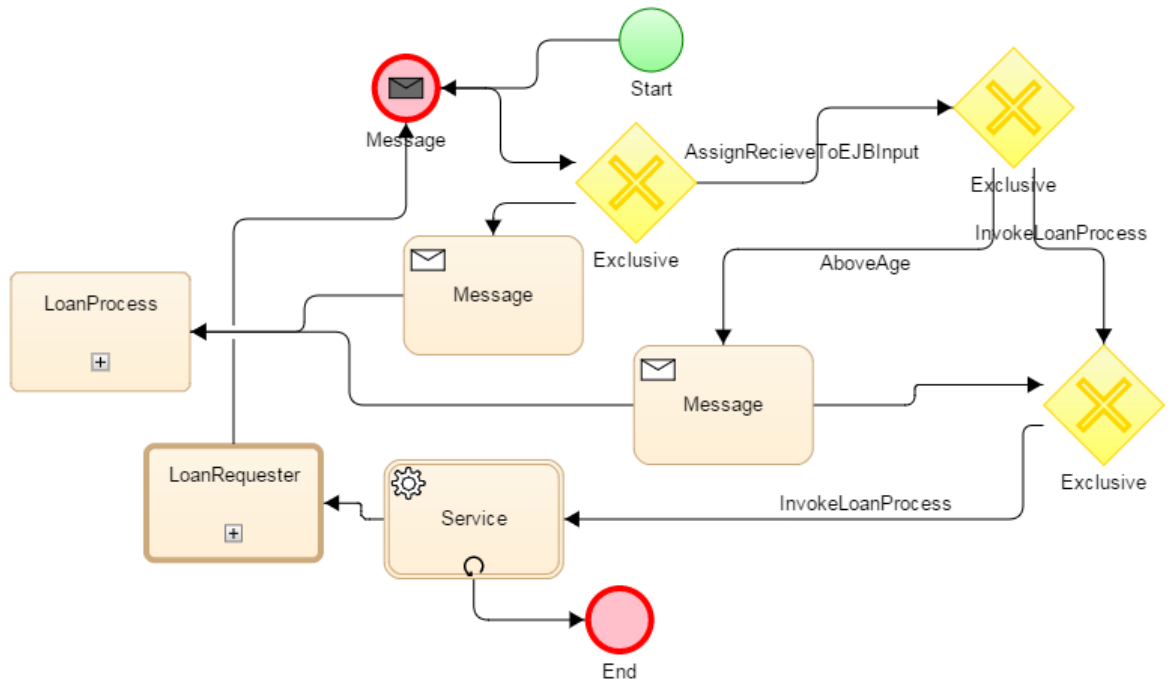 Start
Message
AssignRecieveToEJBInput
Exclusive
InvokeLoanProcess
Exclusive
AboveAge
Message
LoanProcess
Message
LoanRequester
Exclusive
InvokeLoanProcess
Service
End